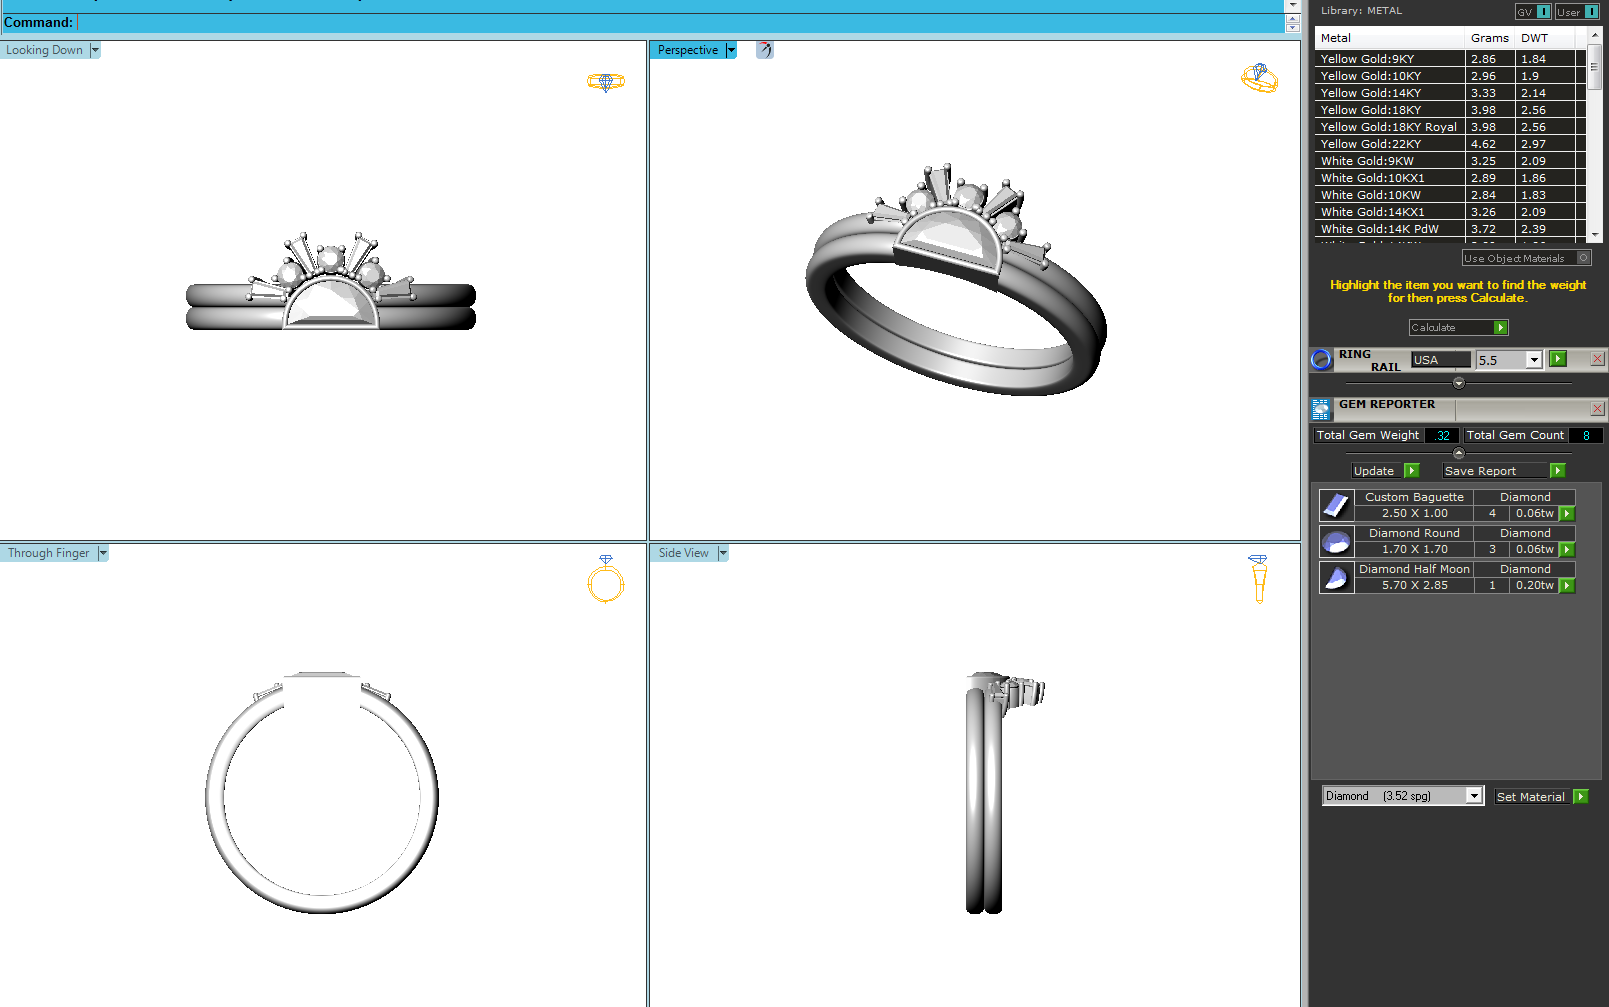 Command:
Looking Down
Perspective
Through Finger
Side View
Library: METAL
GV I User I
Metal Grams DWT
Yellow Gold:9KY 2.86 1.84
Yellow Gold:10KY 2.96 1.9
Yellow Gold:14KY 3.33 2.14
Yellow Gold:18KY 3.98 2.56
Yellow Gold:18KY Royal 3.98 2.56
Yellow Gold:22KY 4.62 2.97
White Gold:9KW 3.25 2.09
White Gold:10KX1 2.89 1.86
White Gold:10KW 2.84 1.83
White Gold:14KX1 3.26 2.09
White Gold:14K PdW 3.72 2.39
Use Object Materials
Highlight the item you want to find the weight
for then press Calculate.
Calculate
RING
RAIL USA 5.5
GEM REPORTER
Total Gem Weight .32 Total Gem Count 8
Update Save Report
Custom Baguette Diamond
2.50 X 1.00 4 0.06tw
Diamond Round Diamond
1.70 X 1.70 3 0.06tw
Diamond Half Moon Diamond
5.70 X 2.85 1 0.20tw
Diamond (3.52 spg) Set Material